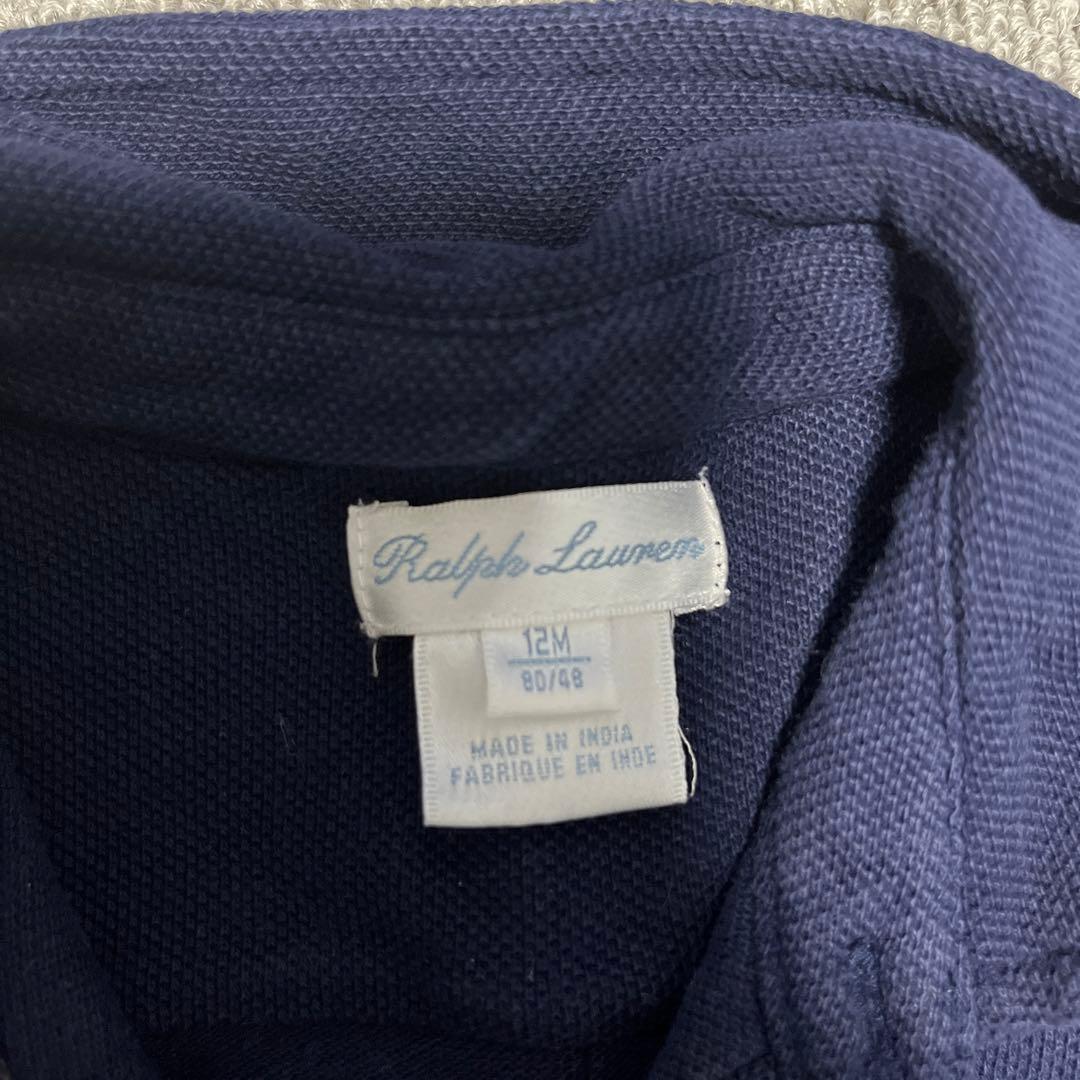 Ralph Lauren
12M
80/48
MADE IN INDIA
FABRIQUE EN INDE